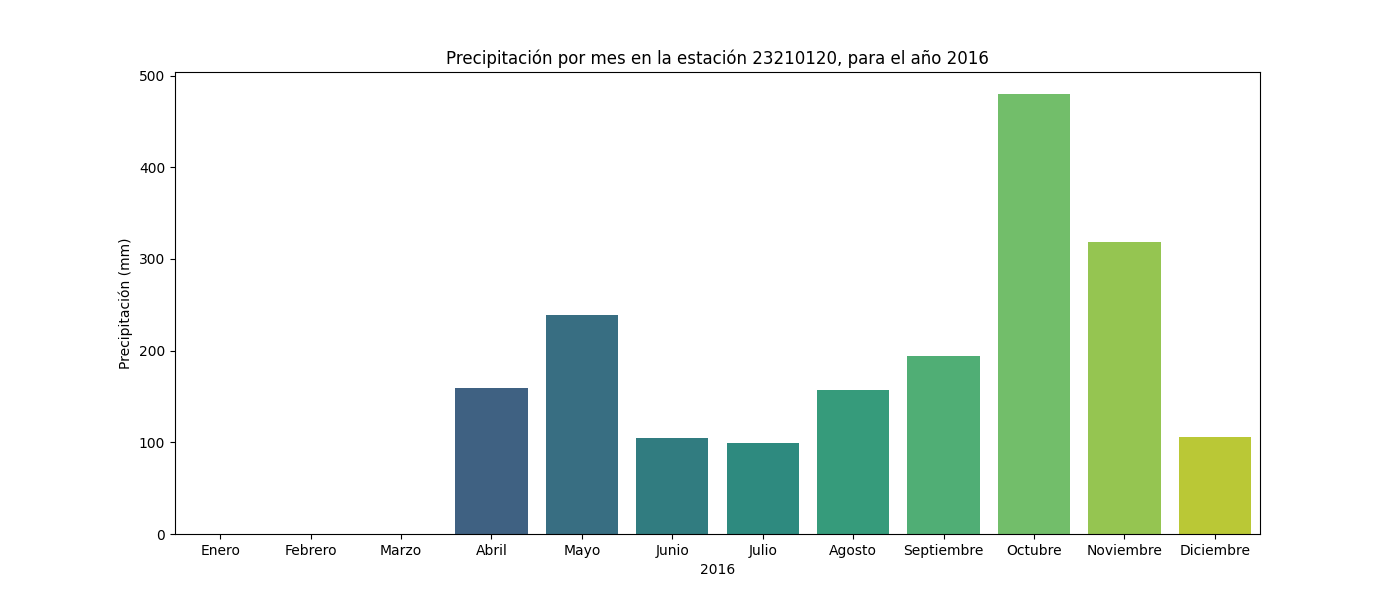 Precipitación por mes en la estación 23210120, para el año 2016
Precipitación (mm)
500
400
300
200
100
0
Enero Febrero Marzo Abril Mayo Junio Julio Agosto Septiembre Octubre Noviembre Diciembre
2016